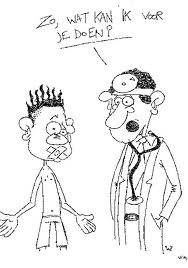 ZO, WAT KAN IK VOOR
JE DOEN?